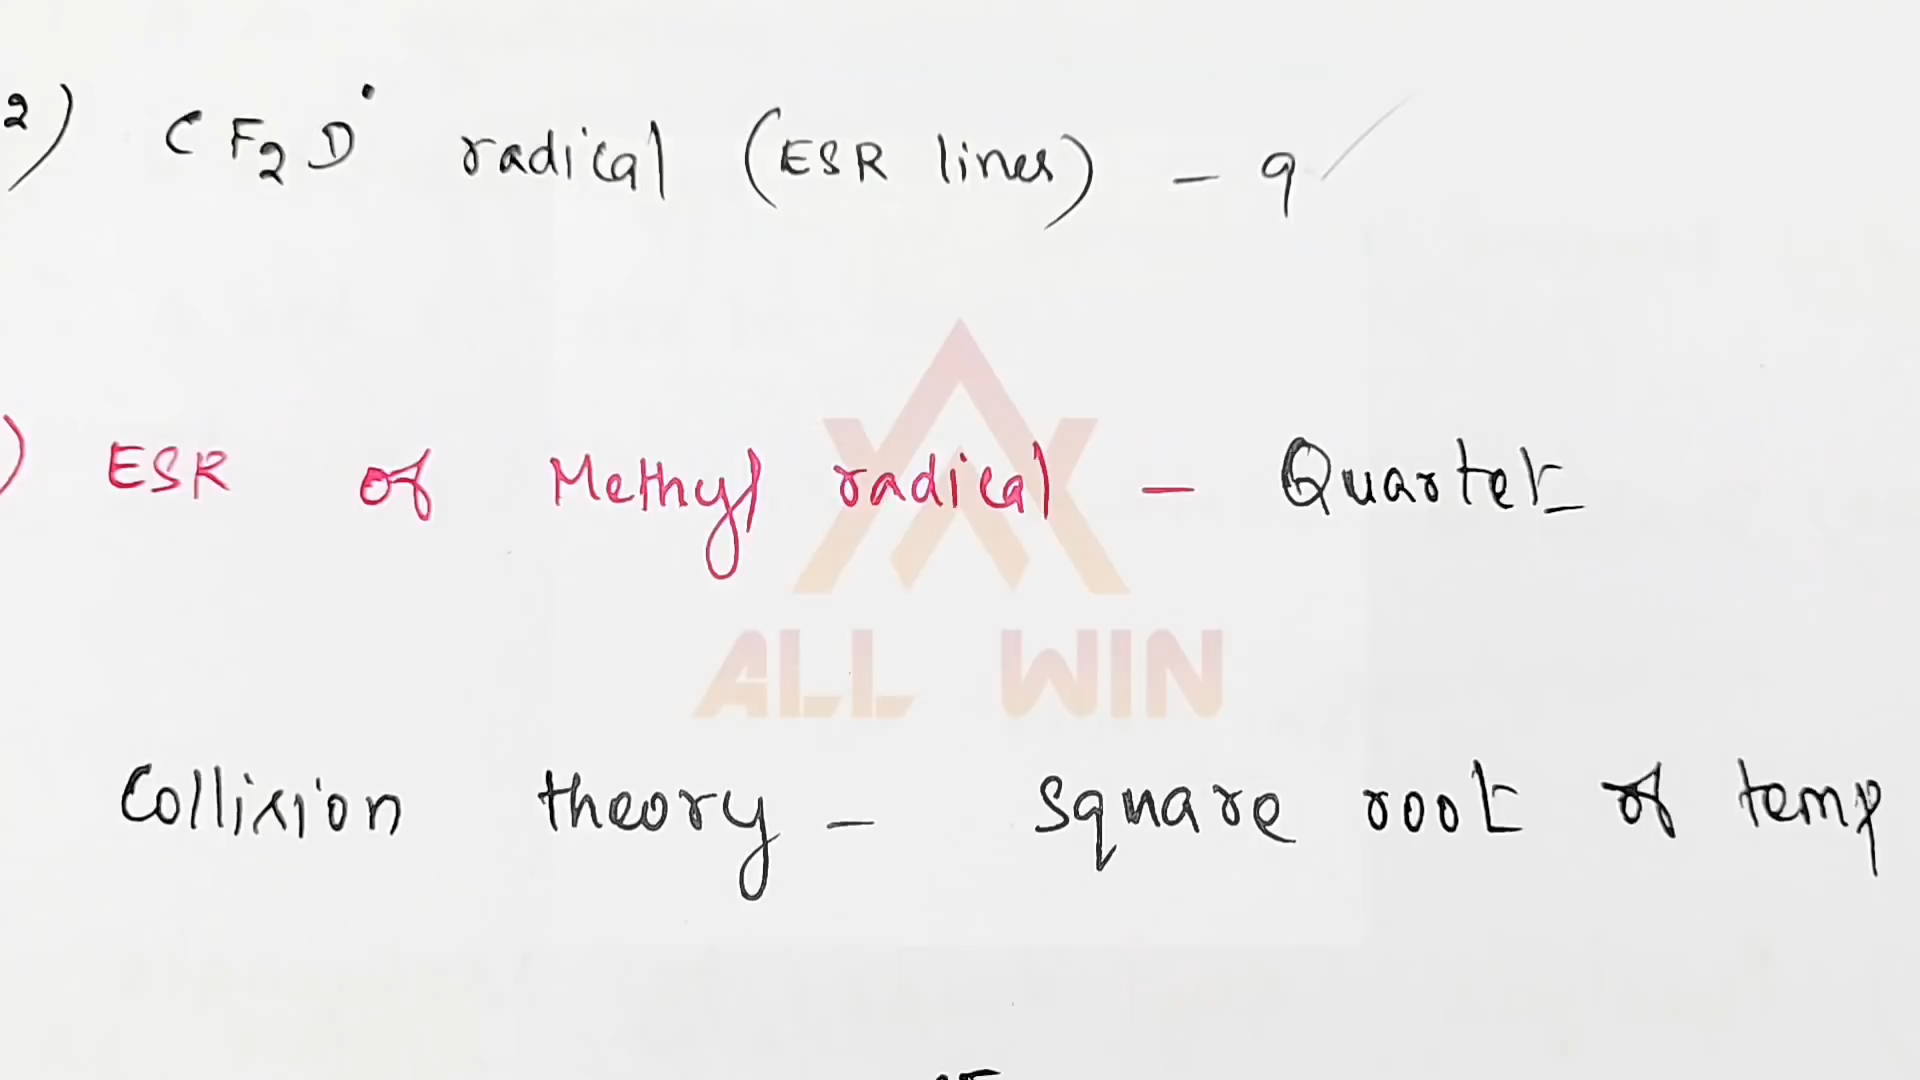 2) CF2D• radical (ESR lines) - 9
) ESR of Methyl radical - Quartet
ALL WIN
Collision theory - square root of temp